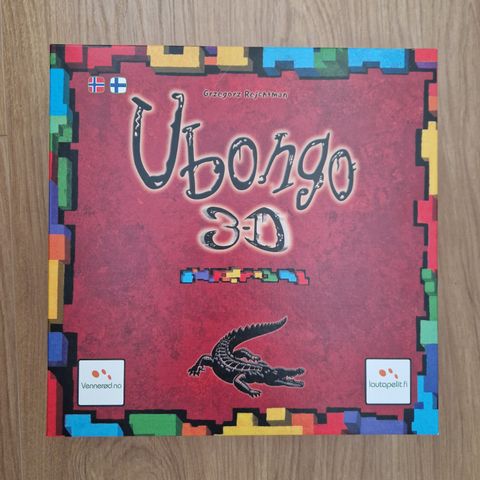 Grzegorz Rejchtman
Ubongo
3-D
Vennerød.no
lautapelit.fi